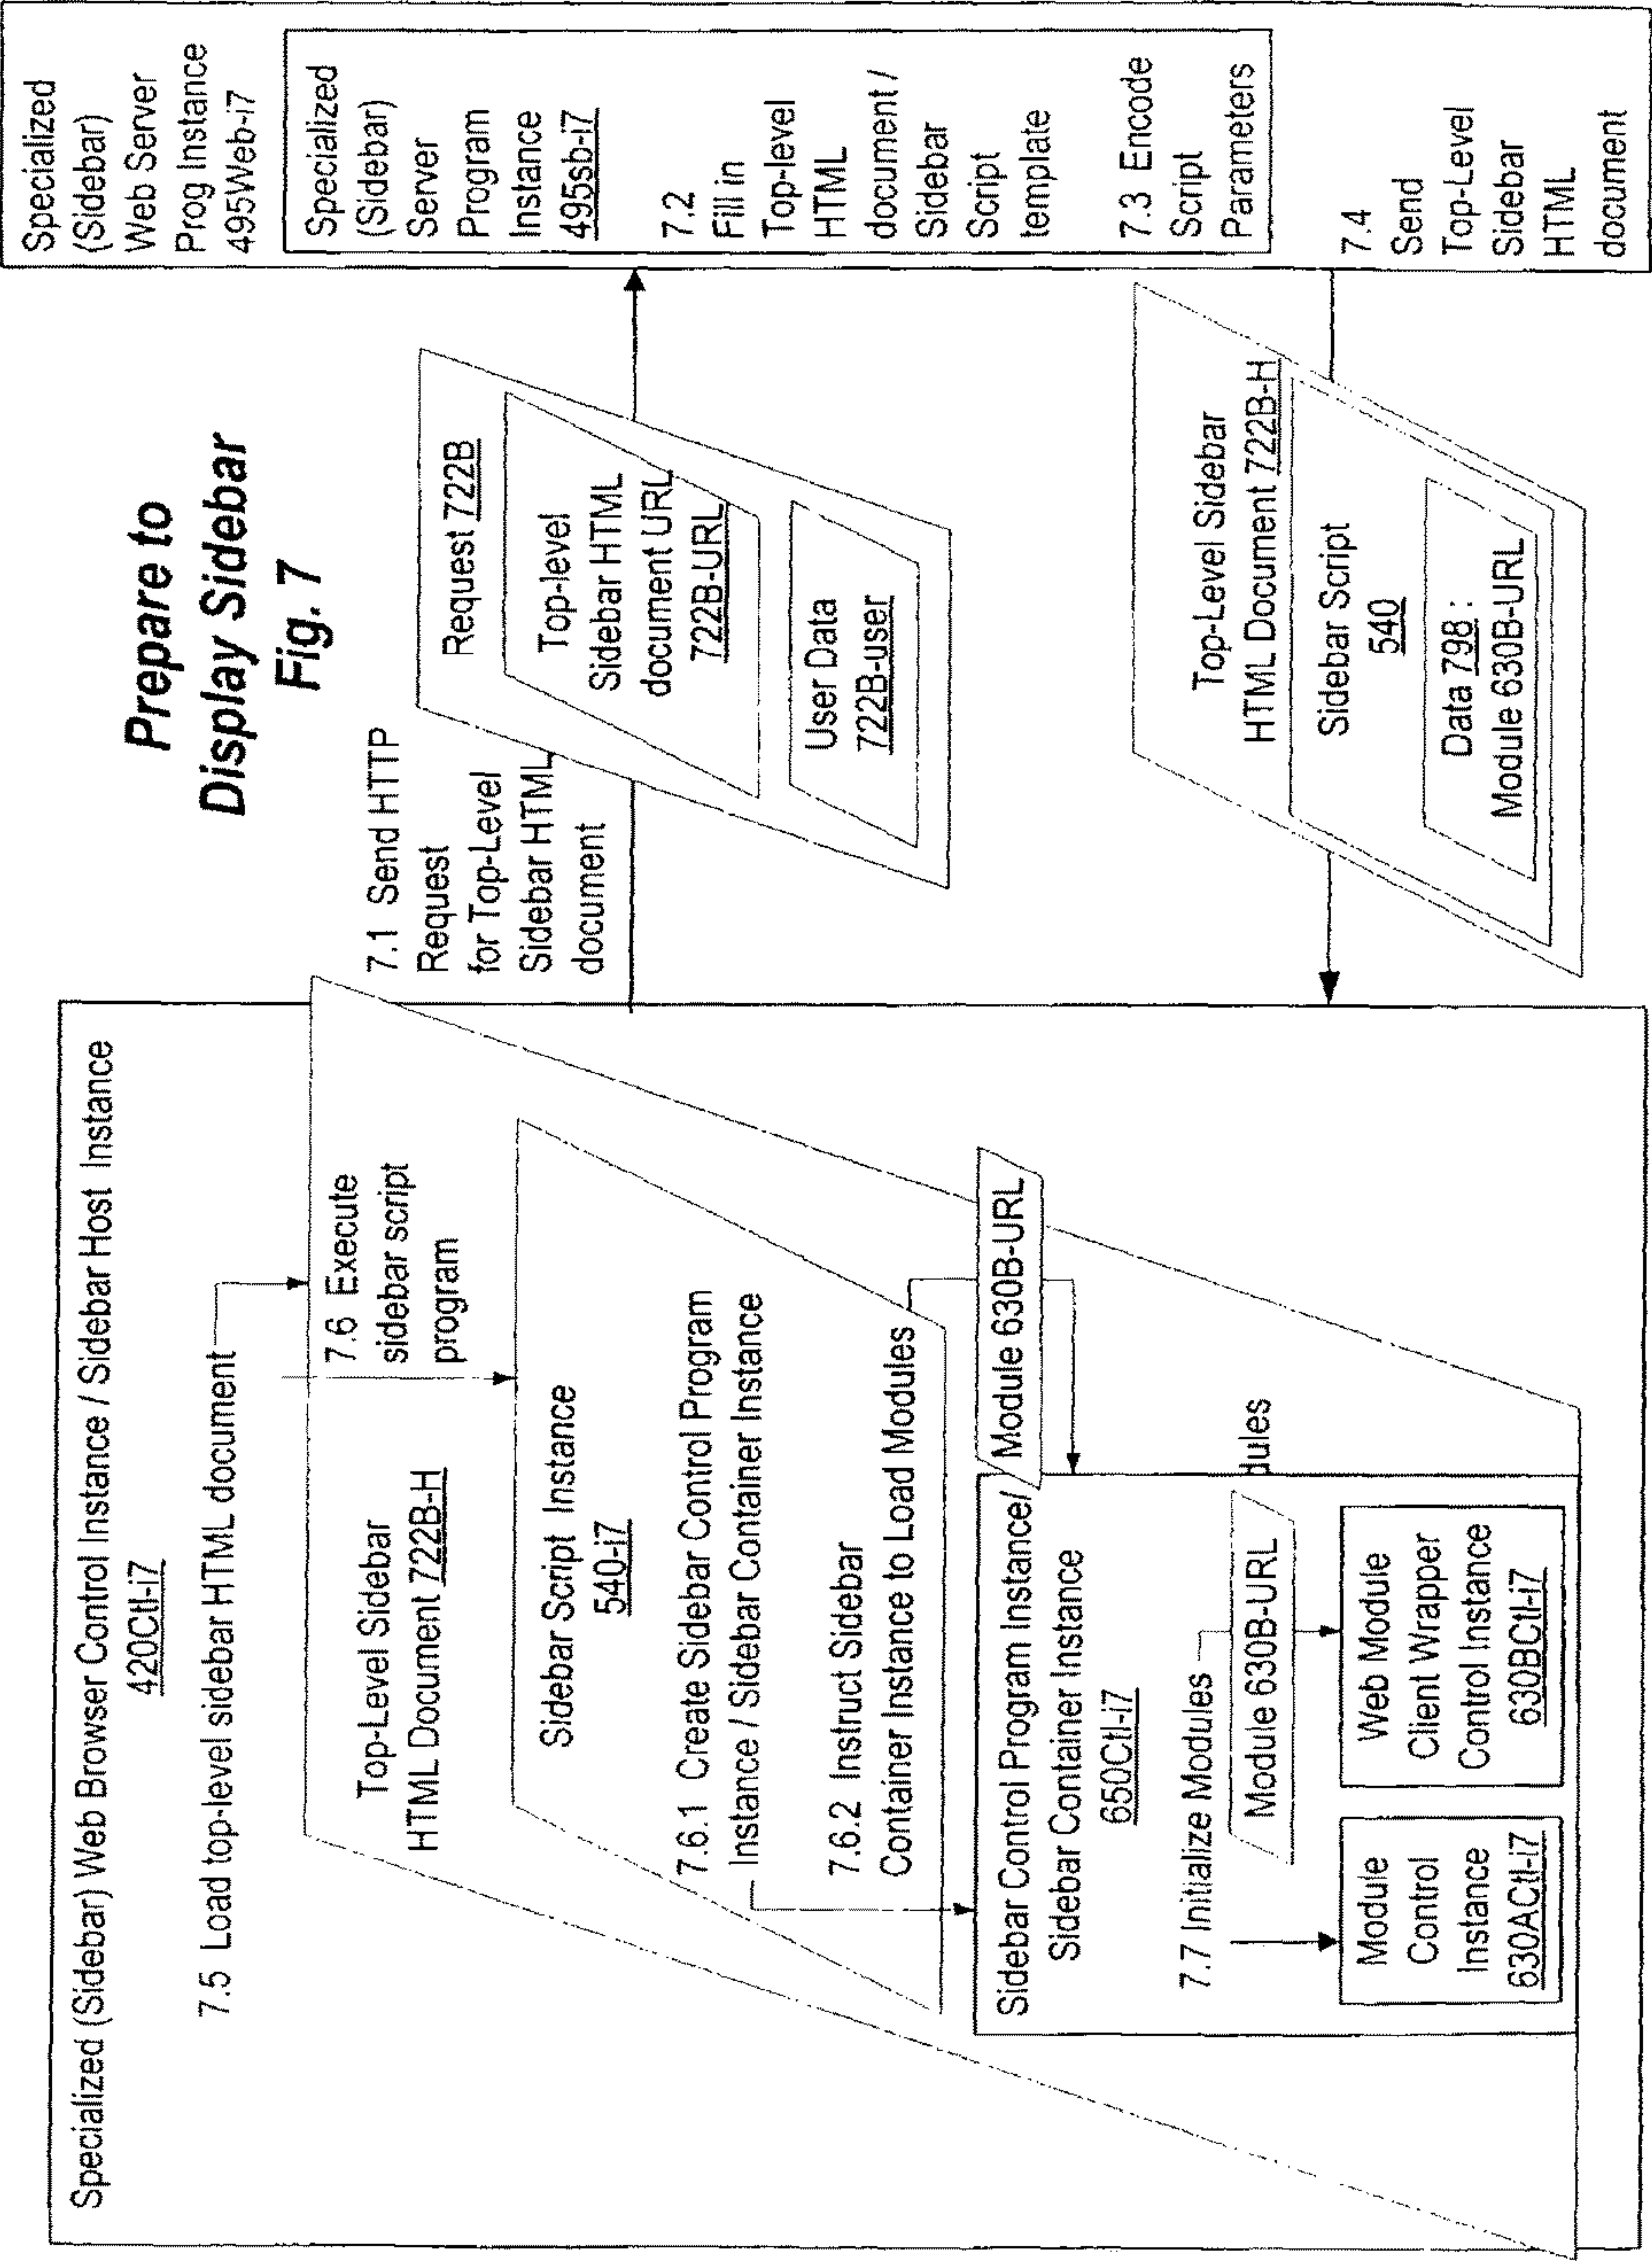 Prepare to
Display Sidebar
Fig. 7
Specialized (Sidebar) Web Browser Control Instance / Sidebar Host Instance
420Ctl-i7
7.5 Load top-level sidebar HTML document
7.6 Execute
sidebar script
program
Top-Level Sidebar
HTML Document 722B-H
Sidebar Script Instance
540-i7
7.6.1 Create Sidebar Control Program
Instance / Sidebar Container Instance
7.6.2 Instruct Sidebar
Container Instance to Load Modules
Module 630B-URL
Sidebar Control Program Instance/
Sidebar Container Instance
650Ctl-i7
7.7 Initialize Modules
dules
Module 630B-URL
Module
Control
Instance
630ACtl-i7
Web Module
Client Wrapper
Control Instance
630BCtl-i7
7.1 Send HTTP
Request
for Top-Level
Sidebar HTML
document
Request 722B
Top-level
Sidebar HTML
document URL
722B-URL
User Data
722B-user
Top-Level Sidebar
HTML Document 722B-H
Sidebar Script
540
Data 798 :
Module 630B-URL
Specialized
(Sidebar)
Web Server
Prog Instance
495Web-i7
Specialized
(Sidebar)
Server
Program
Instance
495sb-i7
7.2
Fill in
Top-level
HTML
document /
Sidebar
Script
template
7.3 Encode
Script
Parameters
7.4
Send
Top-Level
Sidebar
HTML
document